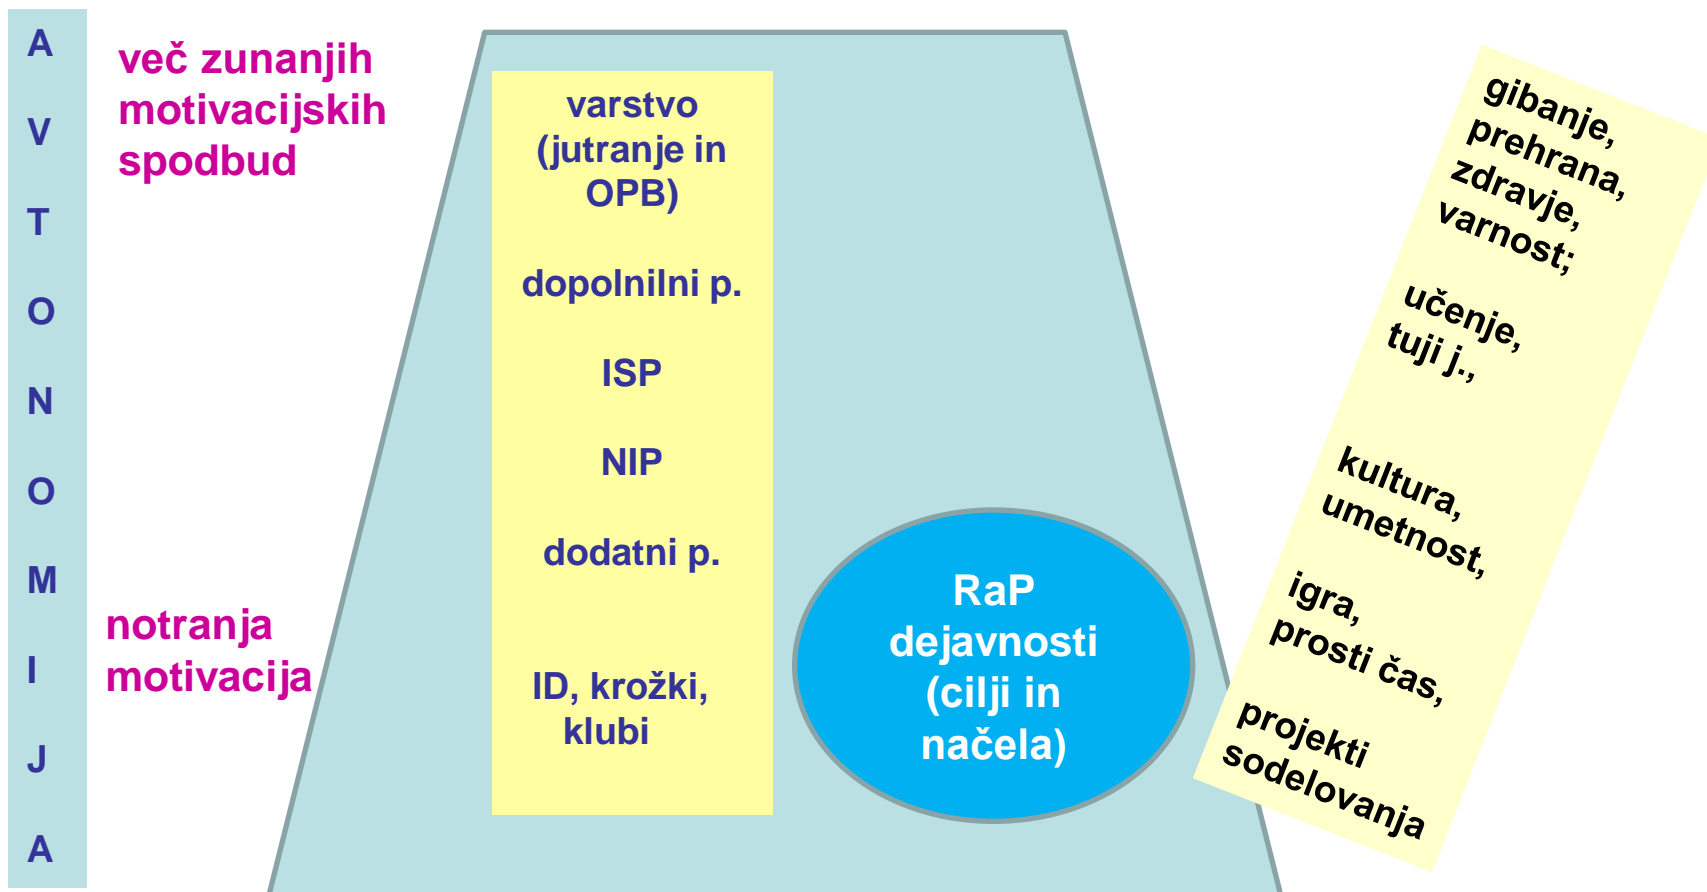 A
V
T
O
N
O
M
I
J
A
več zunanjih
motivacijskih
spodbud
notranja
motivacija
varstvo
(jutranje in
OPB)
dopolnilni p.
ISP
NIP
dodatni p.
ID, krožki,
klubi
RaP
dejavnosti
(cilji in
načela)
gibanje,
prehrana,
zdravje,
varnost;
učenje,
tuji j.,
kultura,
umetnost,
igra,
prosti čas,
projekti
sodelovanja